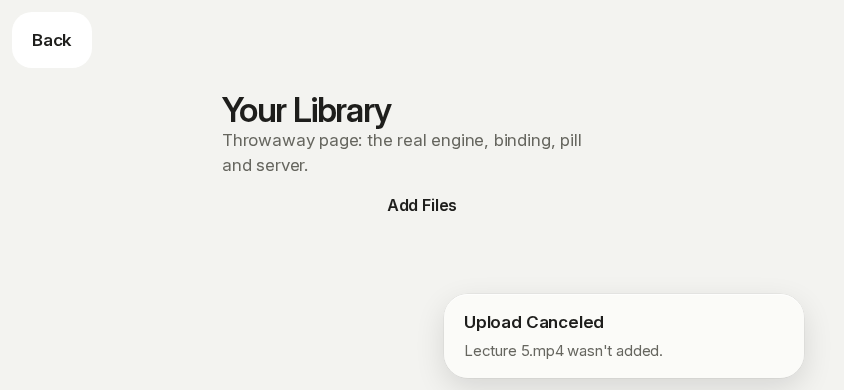 Back
Your Library
Throwaway page: the real engine, binding, pill
and server.
Add Files
Upload Canceled
Lecture 5.mp4 wasn't added.